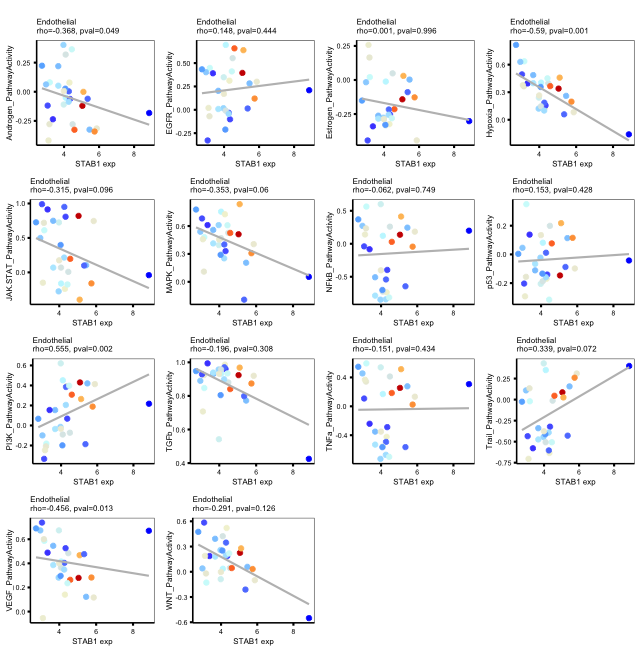 Endothelial
rho=-0.368, pval=0.049
Androgen_PathwayActivity
0.25
0.00
-0.25
4
6
8
STAB1 exp
Endothelial
rho=0.148, pval=0.444
EGFR_PathwayActivity
0.50
0.25
0.00
-0.25
4
6
8
STAB1 exp
Endothelial
rho=0.001, pval=0.996
Estrogen_PathwayActivity
0.25
0.00
-0.25
4
6
8
STAB1 exp
Endothelial
rho=-0.59, pval=0.001
Hypoxia_PathwayActivity
0.8
0.4
0.0
4
6
8
STAB1 exp
Endothelial
rho=-0.315, pval=0.096
JAK.STAT_PathwayActivity
1.0
0.5
0.0
4
6
8
STAB1 exp
Endothelial
rho=-0.353, pval=0.06
MAPK_PathwayActivity
0.9
0.6
0.3
0.0
4
6
8
STAB1 exp
Endothelial
rho=-0.062, pval=0.749
NFkB_PathwayActivity
0.5
0.0
-0.5
4
6
8
STAB1 exp
Endothelial
rho=0.153, pval=0.428
p53_PathwayActivity
0.2
0.0
-0.2
4
6
8
STAB1 exp
Endothelial
rho=0.555, pval=0.002
PI3K_PathwayActivity
0.6
0.4
0.2
0.0
-0.2
4
6
8
STAB1 exp
Endothelial
rho=-0.196, pval=0.308
TGFb_PathwayActivity
1.0
0.8
0.6
0.4
4
6
8
STAB1 exp
Endothelial
rho=-0.151, pval=0.434
TNFa_PathwayActivity
0.4
0.0
-0.4
4
6
8
STAB1 exp
Endothelial
rho=0.339, pval=0.072
Trail_PathwayActivity
0.50
0.25
0.00
-0.25
-0.50
-0.75
4
6
8
STAB1 exp
Endothelial
rho=-0.456, pval=0.013
VEGF_PathwayActivity
0.6
0.4
0.2
0.0
4
6
8
STAB1 exp
Endothelial
rho=-0.291, pval=0.126
WNT_PathwayActivity
0.6
0.3
0.0
-0.3
-0.6
4
6
8
STAB1 exp